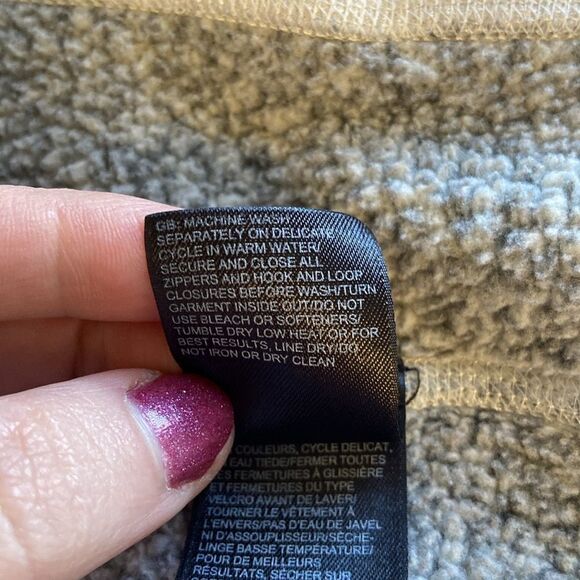 GB: MACHINE WASH
SEPARATELY ON DELICATE
CYCLE IN WARM WATER/
SECURE AND CLOSE ALL
ZIPPERS AND HOOK AND LOOP
CLOSURES BEFORE WASH/TURN
GARMENT INSIDE OUT/DO NOT
USE BLEACH OR SOFTENERS/
TUMBLE DRY LOW HEAT OR FOR
BEST RESULTS, LINE DRY/DO
NOT IRON OR DRY CLEAN
COULEURS, CYCLE DELICAT,
EAU TIEDE/FERMER TOUTES
FERMETURES À GLISSIÈRE
ET FERMETURES DU TYPE
VELCRO AVANT DE LAVER/
TOURNER LE VÊTEMENT À
L'ENVERS/PAS D'EAU DE JAVEL
NI D'ASSOUPLISSEUR/SÈCHE-
LINGE BASSE TEMPÉRATURE/
POUR DE MEILLEURS
RÉSULTATS, SÉCHER SUR